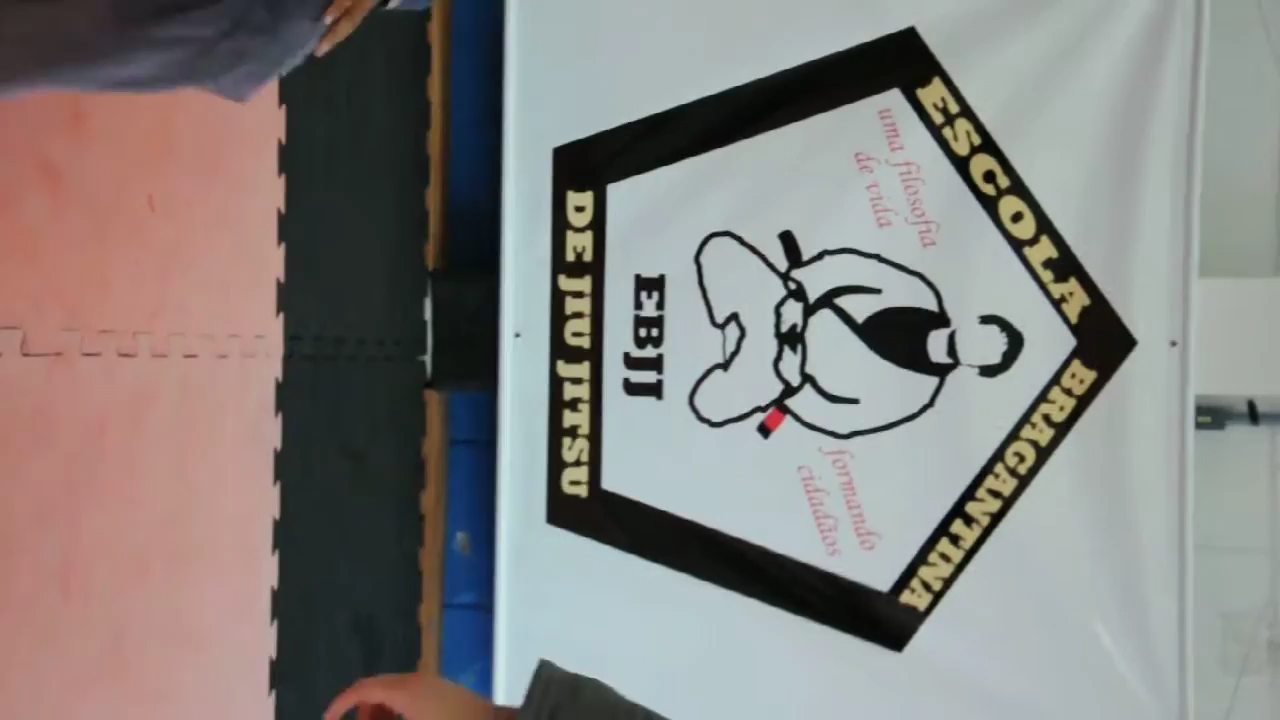 ESCOLA BRAGANTINA
uma filosofia
de vida
formando
cidadãos
EBJJ
DE JIU JITSU